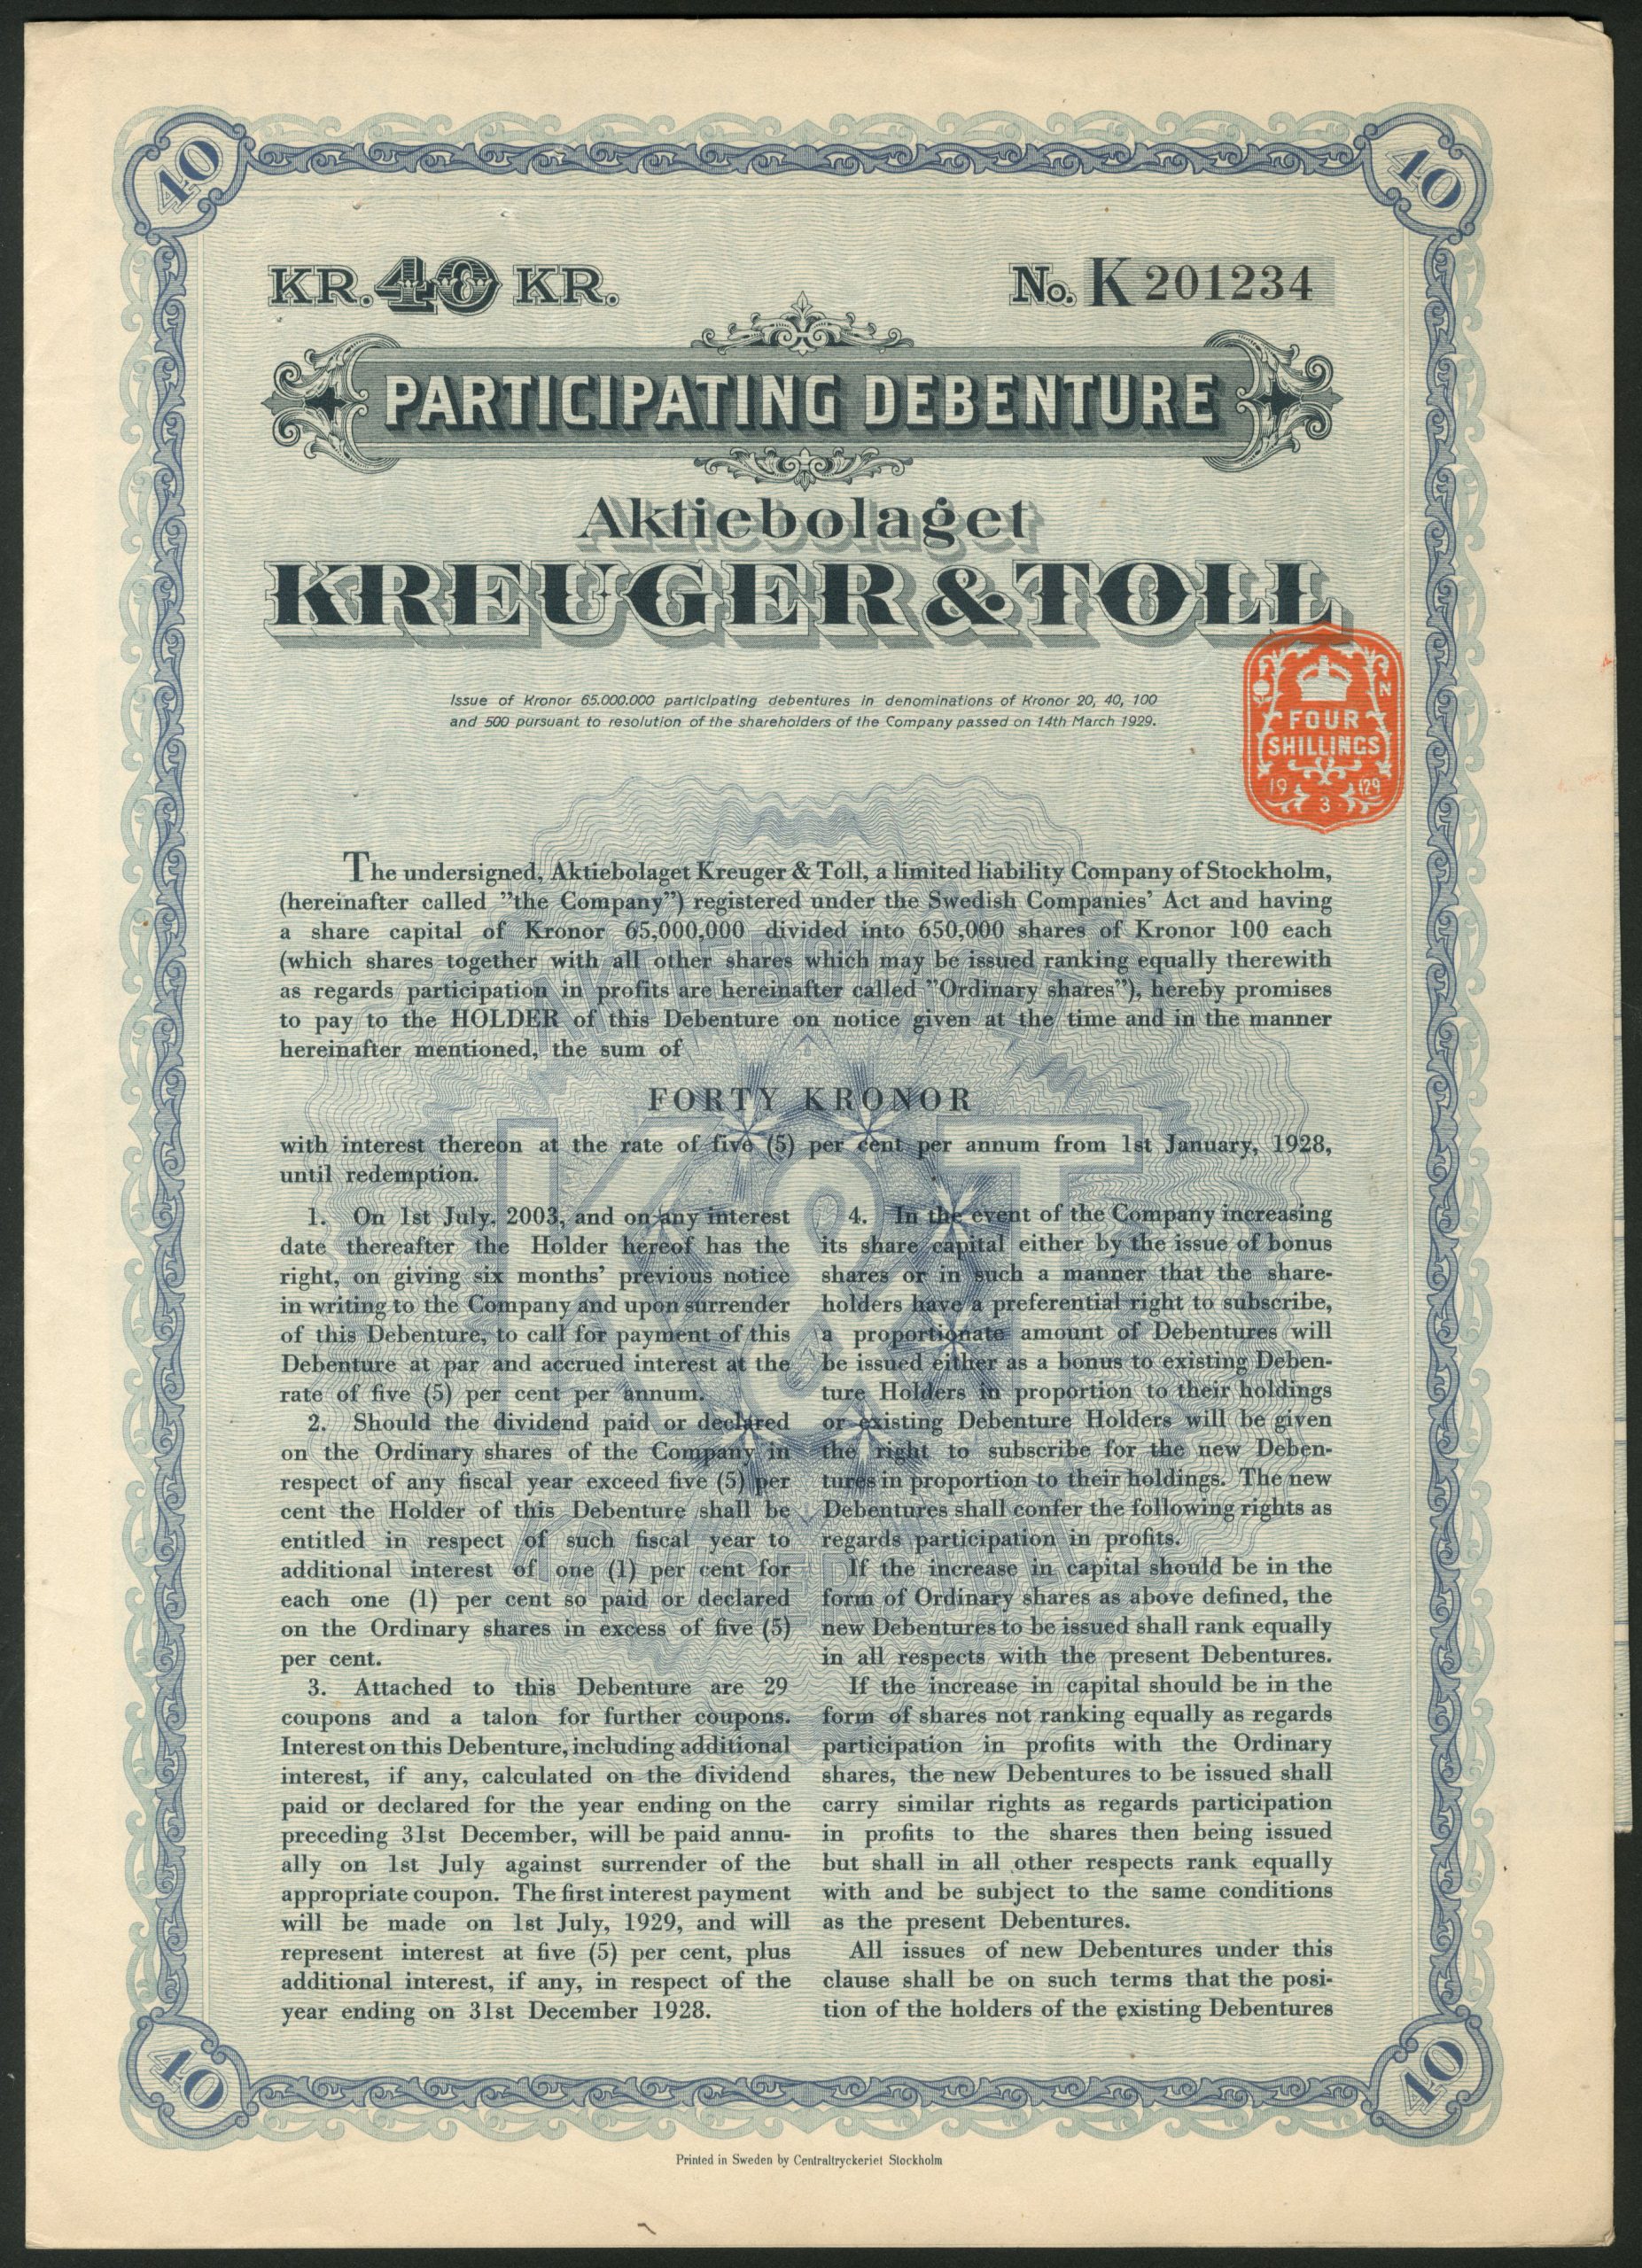 40
40
KR. 40 KR.
No. K 201234
PARTICIPATING DEBENTURE
Aktiebolaget
KREUGER & TOLL
Issue of Kronor 65.000.000 participating debentures in denominations of Kronor 20, 40, 100
and 500 pursuant to resolution of the shareholders of the Company passed on 14th March 1929.
FOUR
SHILLINGS
19 29
3
The undersigned, Aktiebolaget Kreuger & Toll, a limited liability Company of Stockholm,
(hereinafter called "the Company") registered under the Swedish Companies' Act and having
a share capital of Kronor 65,000,000 divided into 650,000 shares of Kronor 100 each
(which shares together with all other shares which may be issued ranking equally therewith
as regards participation in profits are hereinafter called "Ordinary shares"), hereby promises
to pay to the HOLDER of this Debenture on notice given at the time and in the manner
hereinafter mentioned, the sum of
FORTY KRONOR
with interest thereon at the rate of five (5) per cent per annum from 1st January, 1928,
until redemption.
K&T
1. On 1st July, 2003, and on any interest
date thereafter the Holder hereof has the
right, on giving six months' previous notice
in writing to the Company and upon surrender
of this Debenture, to call for payment of this
Debenture at par and accrued interest at the
rate of five (5) per cent per annum.
2. Should the dividend paid or declared
on the Ordinary shares of the Company in
respect of any fiscal year exceed five (5) per
cent the Holder of this Debenture shall be
entitled in respect of such fiscal year to
additional interest of one (1) per cent for
each one (1) per cent so paid or declared
on the Ordinary shares in excess of five (5)
per cent.
3. Attached to this Debenture are 29
coupons and a talon for further coupons.
Interest on this Debenture, including additional
interest, if any, calculated on the dividend
paid or declared for the year ending on the
preceding 31st December, will be paid annu-
ally on 1st July against surrender of the
appropriate coupon. The first interest payment
will be made on 1st July, 1929, and will
represent interest at five (5) per cent, plus
additional interest, if any, in respect of the
year ending on 31st December 1928.
4. In the event of the Company increasing
its share capital either by the issue of bonus
shares or in such a manner that the share-
holders have a preferential right to subscribe,
a proportionate amount of Debentures will
be issued either as a bonus to existing Deben-
ture Holders in proportion to their holdings
or existing Debenture Holders will be given
the right to subscribe for the new Deben-
tures in proportion to their holdings. The new
Debentures shall confer the following rights as
regards participation in profits.
If the increase in capital should be in the
form of Ordinary shares as above defined, the
new Debentures to be issued shall rank equally
in all respects with the present Debentures.
If the increase in capital should be in the
form of shares not ranking equally as regards
participation in profits with the Ordinary
shares, the new Debentures to be issued shall
carry similar rights as regards participation
in profits to the shares then being issued
but shall in all other respects rank equally
with and be subject to the same conditions
as the present Debentures.
All issues of new Debentures under this
clause shall be on such terms that the posi-
tion of the holders of the existing Debentures
40
40
Printed in Sweden by Centraltryckeriet Stockholm